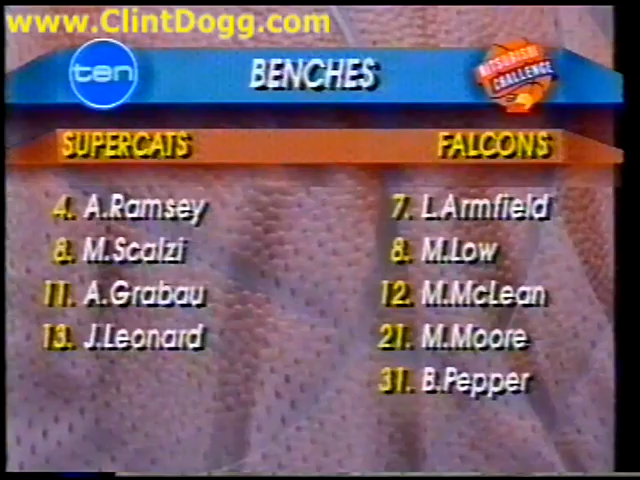 www.ClintDogg.com
ten BENCHES MITSUBISHI CHALLENGE
SUPERCATS FALCONS
4. A.Ramsey 7. L.Armfield
8. M.Scalzi 8. M.Low
11. A.Grabau 12. M.McLean
13. J.Leonard 21. M.Moore
31. B.Pepper